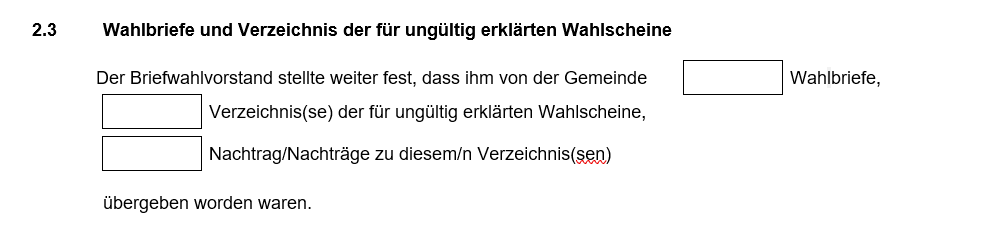 2.3 Wahlbriefe und Verzeichnis der für ungültig erklärten Wahlscheine
Der Briefwahlvorstand stellte weiter fest, dass ihm von der Gemeinde Wahlbriefe,
Verzeichnis(se) der für ungültig erklärten Wahlscheine,
Nachtrag/Nachträge zu diesem/n Verzeichnis(sen)
übergeben worden waren.